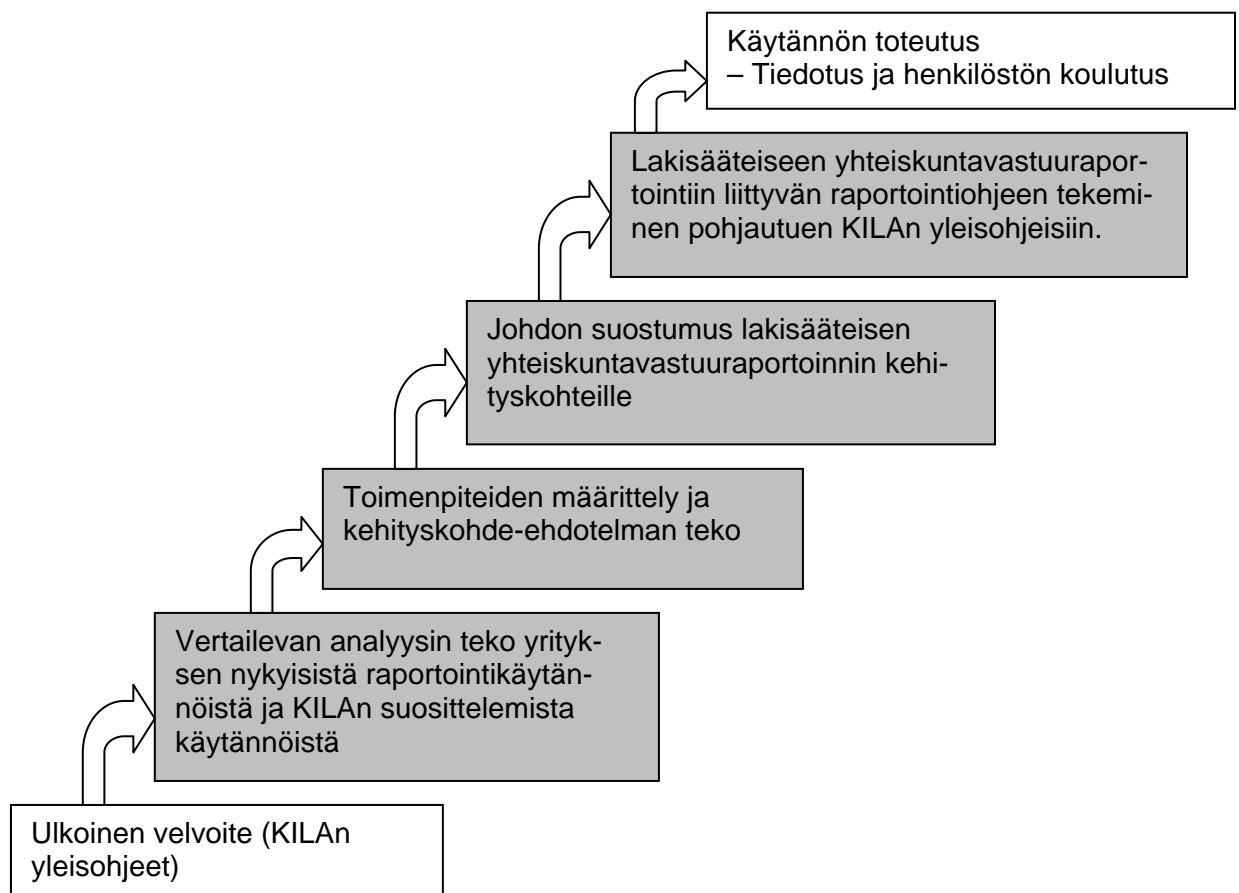 Käytännön toteutus
– Tiedotus ja henkilöstön koulutus
Lakisääteiseen yhteiskuntavastuurapor-
tointiin liittyvän raportointiohjeen tekemi-
nen pohjautuen KILAn yleisohjeisiin.
Johdon suostumus lakisääteisen
yhteiskuntavastuuraportoinnin kehi-
tyskohteille
Toimenpiteiden määrittely ja
kehityskohde-ehdotelman teko
Vertailevan analyysin teko yrityk-
sen nykyisistä raportointikäytän-
nöistä ja KILAn suosittelemista
käytännöistä
Ulkoinen velvoite (KILAn
yleisohjeet)